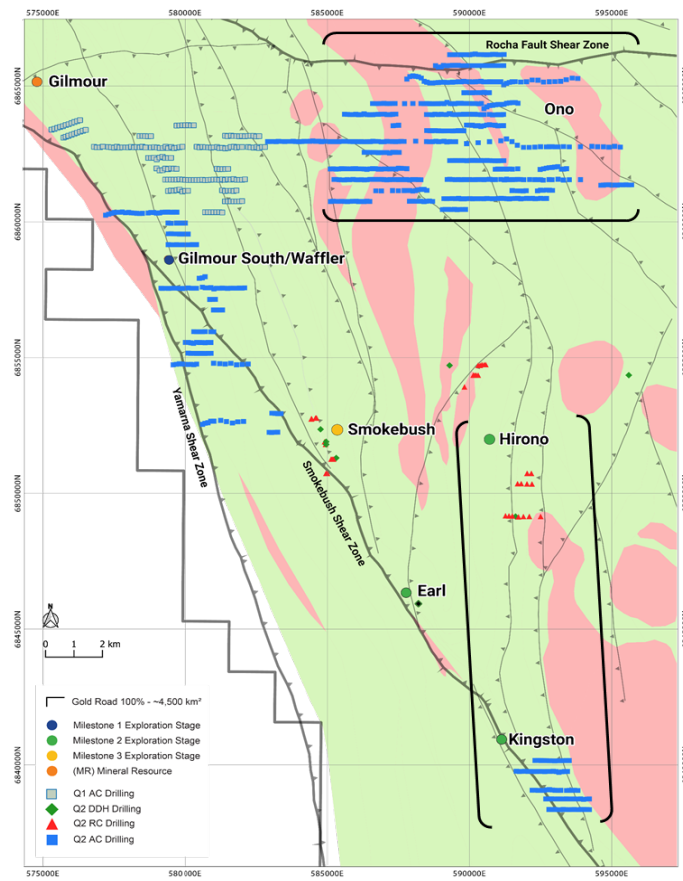 575000E 580000E 585000E 590000E 595000E
Rocha Fault Shear Zone
6865000N
Gilmour
Ono
6860000N
Gilmour South/Waffler
6855000N
Yamarna Shear Zone
Smokebush
Hirono
Smokebush Shear Zone
6850000N
Earl
N
6845000N
0 1 2 km
Gold Road 100% - ~4,500 km²
Milestone 1 Exploration Stage
Milestone 2 Exploration Stage
Milestone 3 Exploration Stage
(MR) Mineral Resource
Q1 AC Drilling
Q2 DDH Drilling
Q2 RC Drilling
Q2 AC Drilling
Kingston
6840000N
575000E 580000E 585000E 590000E 595000E